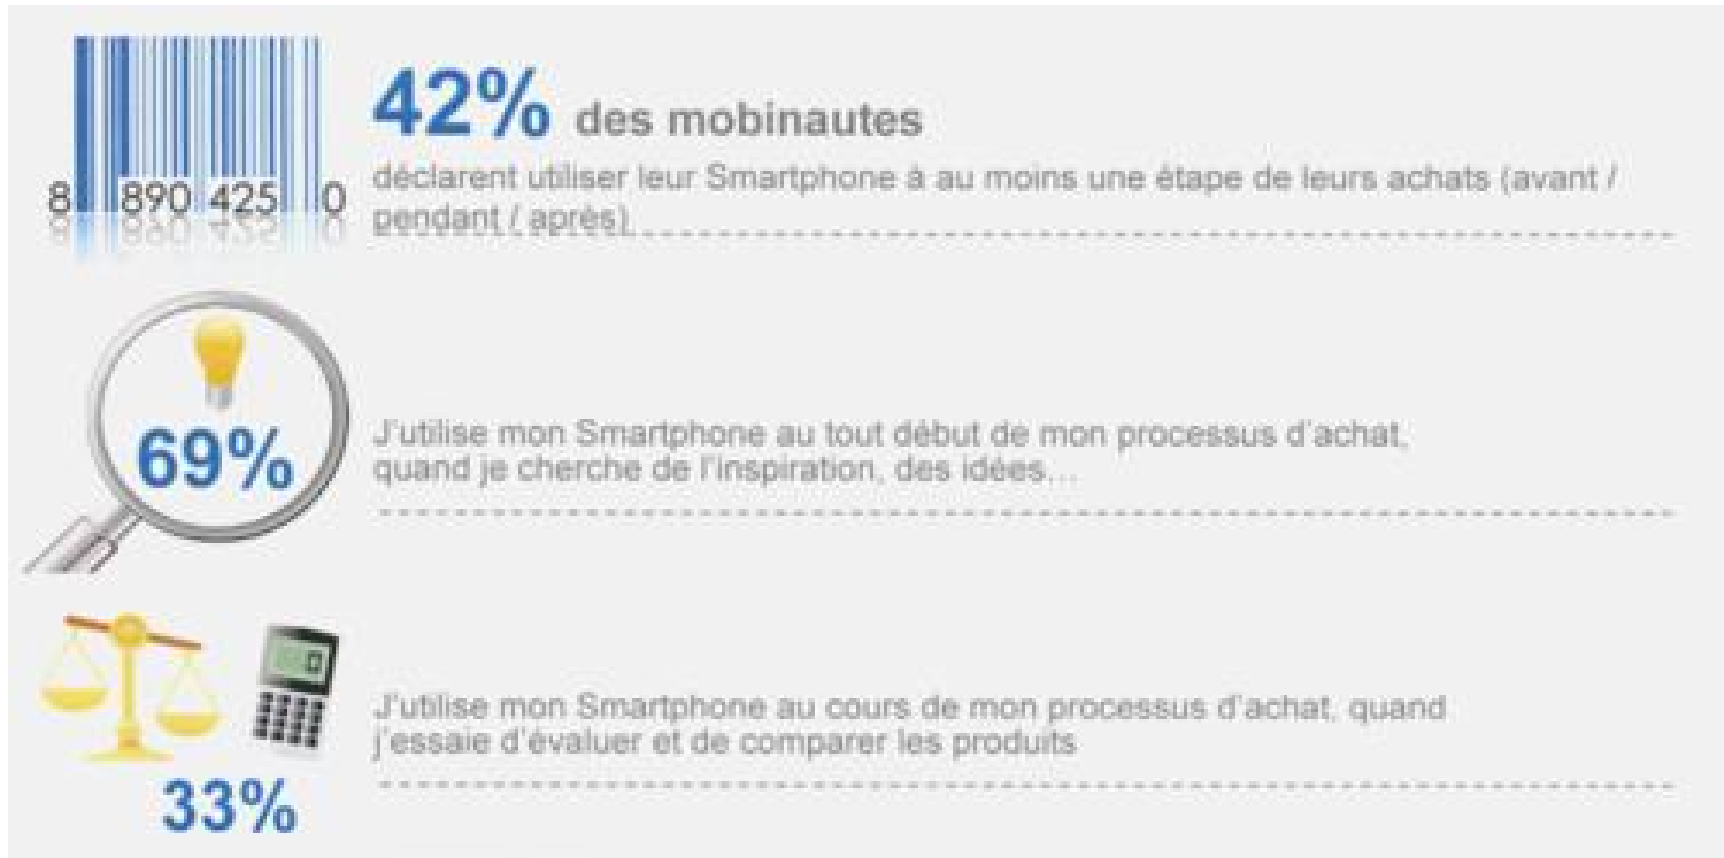 42% des mobinautes
déclarent utiliser leur Smartphone à au moins une étape de leurs achats (avant /
pendant / après)
8 890 425 0
69%
J'utilise mon Smartphone au tout début de mon processus d'achat,
quand je cherche de l'inspiration, des idées...
0
J'utilise mon Smartphone au cours de mon processus d'achat, quand
j'essaie d'évaluer et de comparer les produits
33%